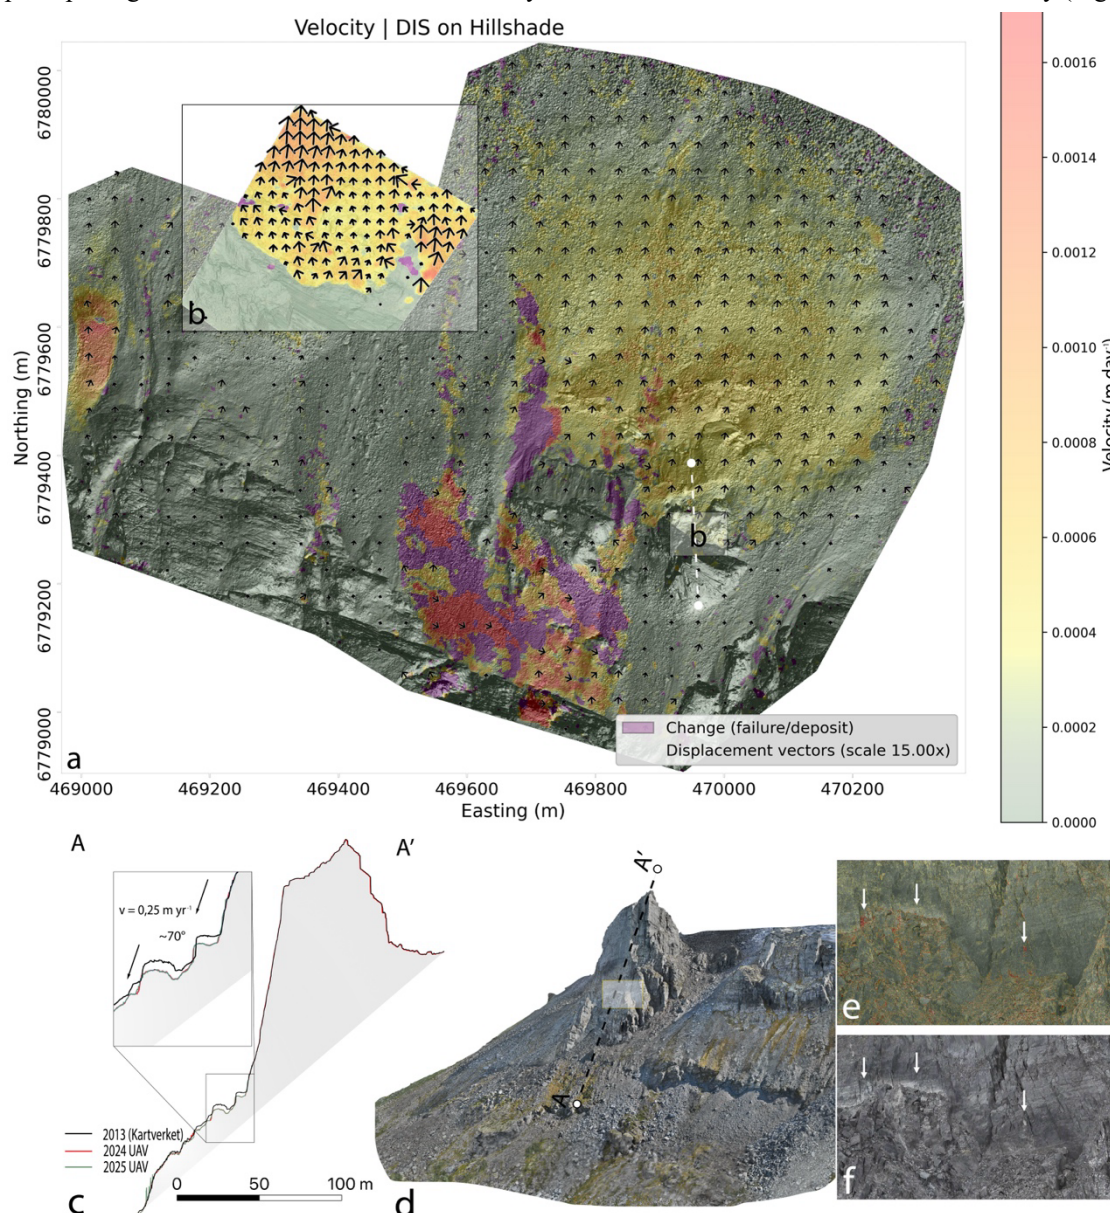 Velocity | DIS on Hillshade
6780000
6779800
6779600
6779400
6779200
6779000
Northing (m)
b
b
a
Change (failure/deposit)
Displacement vectors (scale 15.00x)
469000 469200 469400 469600 469800 470000 470200
Easting (m)
0.0016
0.0014
0.0012
0.0010
0.0008
0.0006
0.0004
0.0002
0.0000
Velocity (m day⁻¹)
A A'
v = 0,25 m yr⁻¹
~70°
2013 (Kartverket)
2024 UAV
2025 UAV
0 50 100 m
c
A'
A
d
e
f